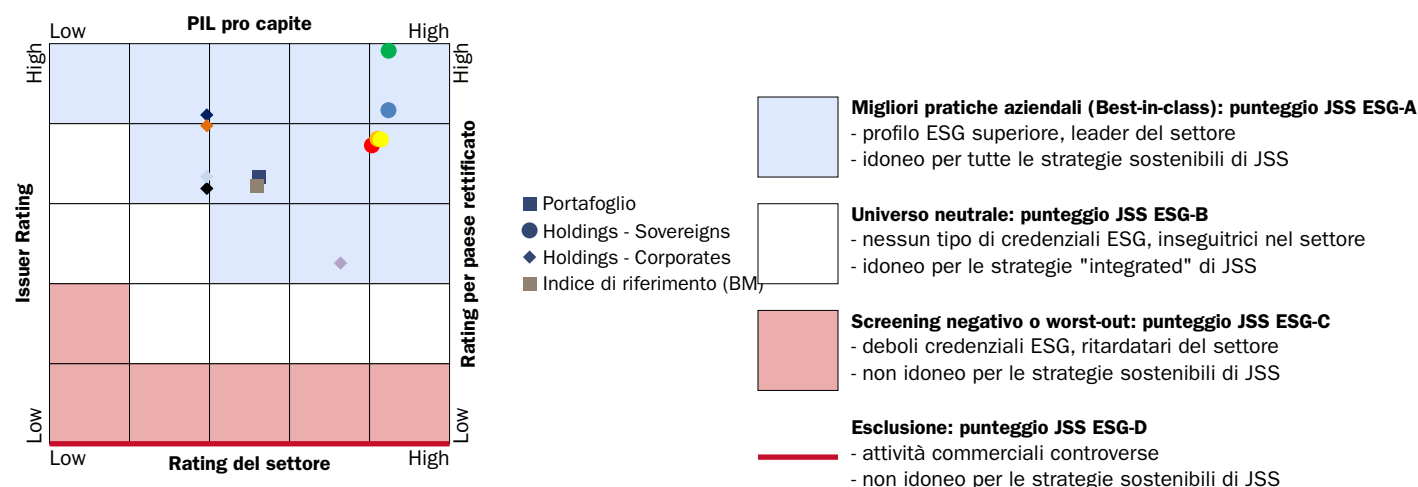 PIL pro capite
Low
High
High
High
Issuer Rating
Rating per paese rettificato
Low
Low
Low
High
Rating del settore
Portafoglio
Holdings - Sovereigns
Holdings - Corporates
Indice di riferimento (BM)
Migliori pratiche aziendali (Best-in-class): punteggio JSS ESG-A
- profilo ESG superiore, leader del settore
- idoneo per tutte le strategie sostenibili di JSS
Universo neutrale: punteggio JSS ESG-B
- nessun tipo di credenziali ESG, inseguitrici nel settore
- idoneo per le strategie "integrated" di JSS
Screening negativo o worst-out: punteggio JSS ESG-C
- deboli credenziali ESG, ritardatari del settore
- non idoneo per le strategie sostenibili di JSS
Esclusione: punteggio JSS ESG-D
- attività commerciali controverse
- non idoneo per le strategie sostenibili di JSS